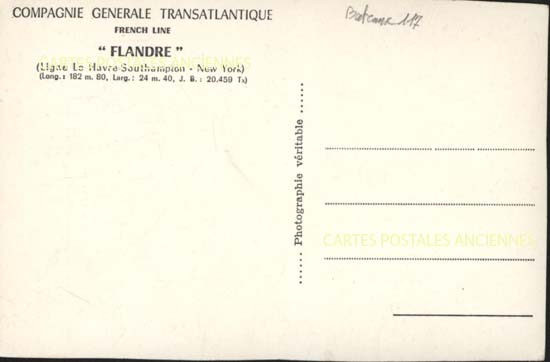 COMPAGNIE GENERALE TRANSATLANTIQUE
FRENCH LINE
“ FLANDRE ”
(Ligne Le Havre-Southampton - New York)
(Long. : 182 m. 80, Larg. : 24 m. 40, J. B. : 20.459 Tx)
117
...... Photographie véritable ......
CARTES POSTALES ANCIENNES